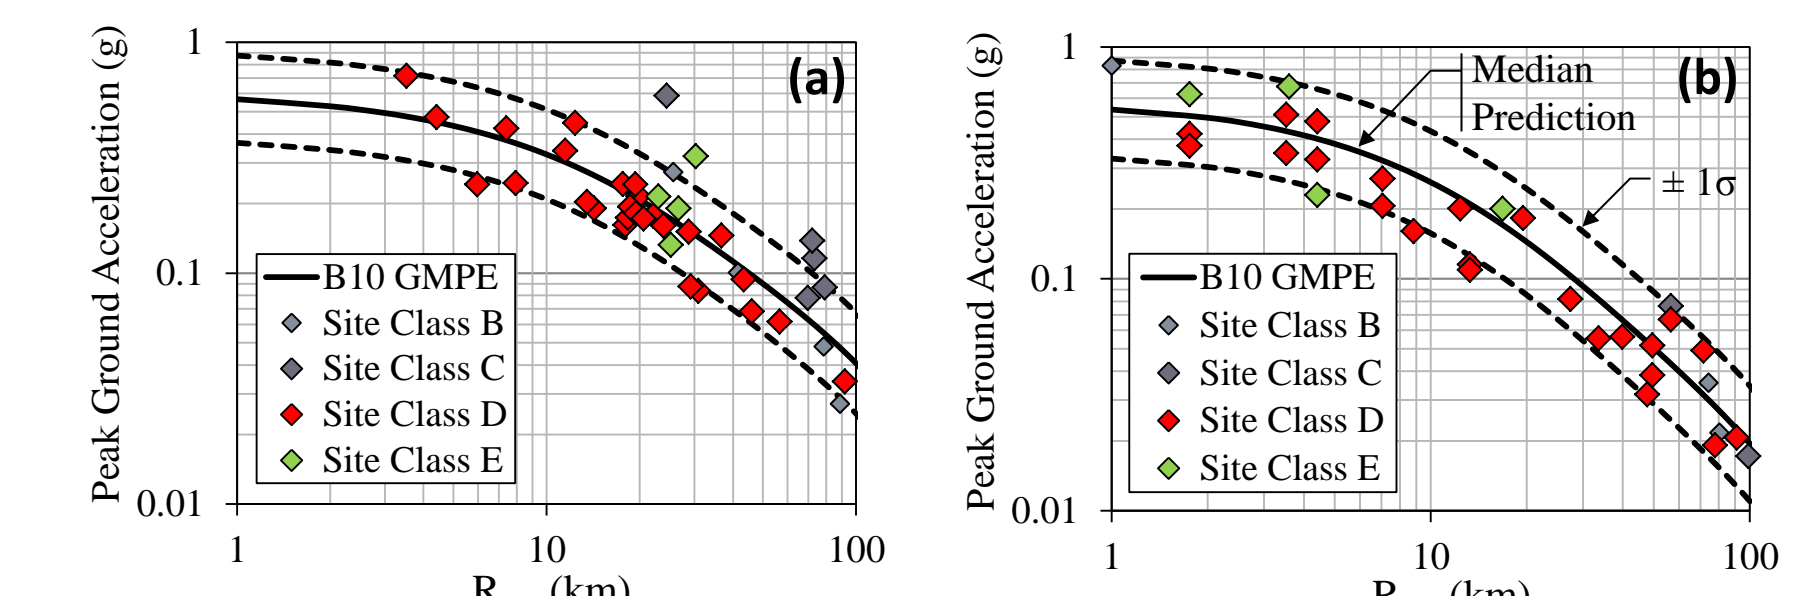 Peak Ground Acceleration (g)
1
0.1
0.01
(a)
B10 GMPE
Site Class B
Site Class C
Site Class D
Site Class E
1
10
100
(km)
Peak Ground Acceleration (g)
1
0.1
0.01
(b)
Median
Prediction
± 1σ
B10 GMPE
Site Class B
Site Class C
Site Class D
Site Class E
1
10
100
(km)